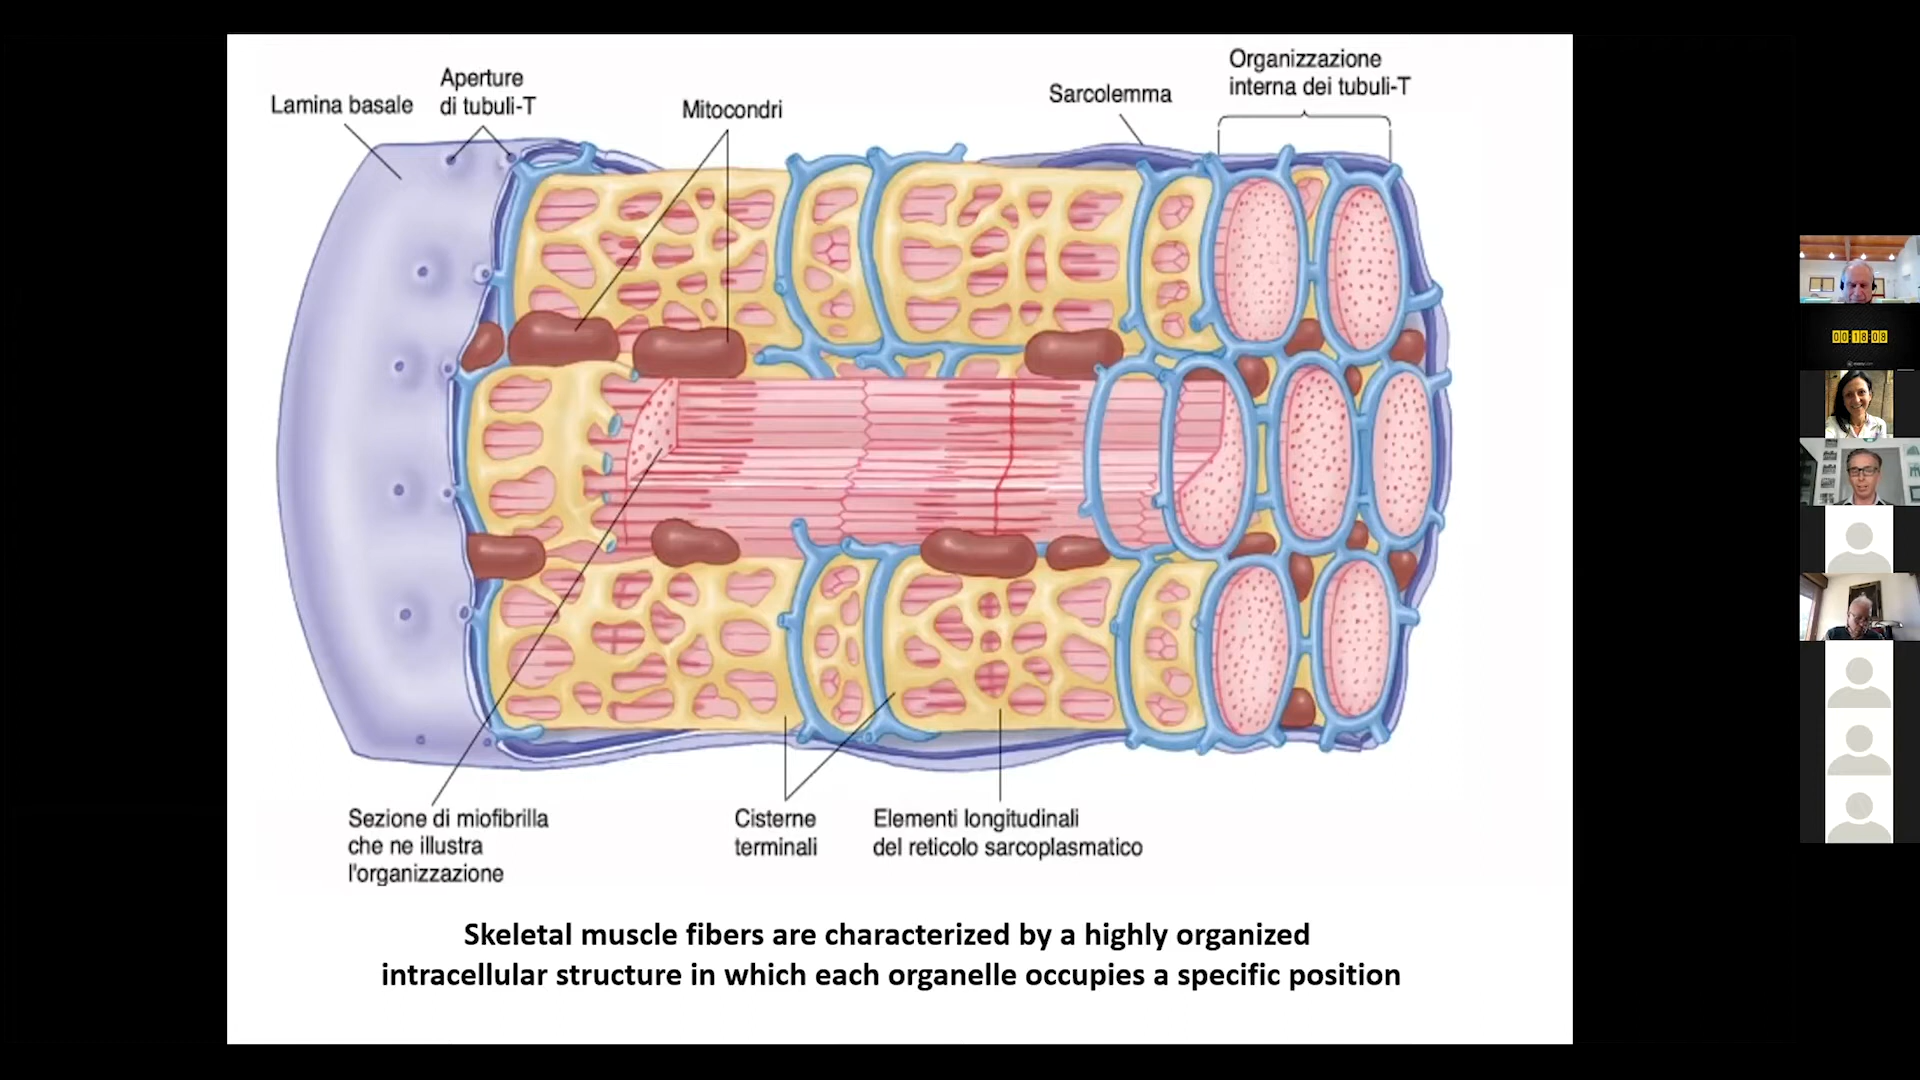 Organizzazione
interna dei tubuli-T
Aperture
di tubuli-T
Lamina basale
Mitocondri
Sarcolemma
Sezione di miofibrilla
che ne illustra
l'organizzazione
Cisterne
terminali
Elementi longitudinali
del reticolo sarcoplasmatico
Skeletal muscle fibers are characterized by a highly organized
intracellular structure in which each organelle occupies a specific position
00:18:09